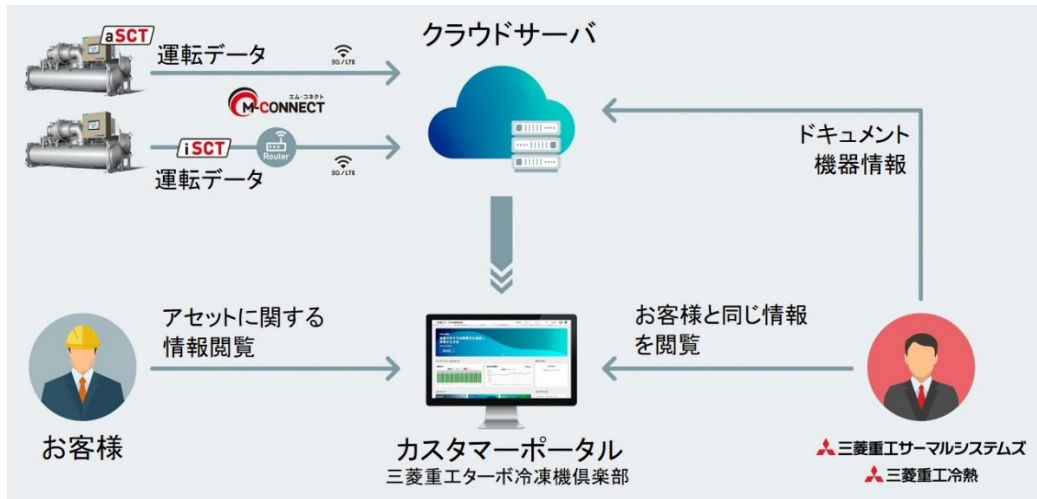 aSCT
運転データ
3G/LTE
クラウドサーバ
エム・コネクト
M-CONNECT
iSCT
Router
運転データ
3G/LTE
ドキュメント
機器情報
アセットに関する
情報閲覧
お客様と同じ情報
を閲覧
お客様
カスタマーポータル
三菱重工ターボ冷凍機倶楽部
三菱重工サーマルシステムズ
三菱重工冷熱